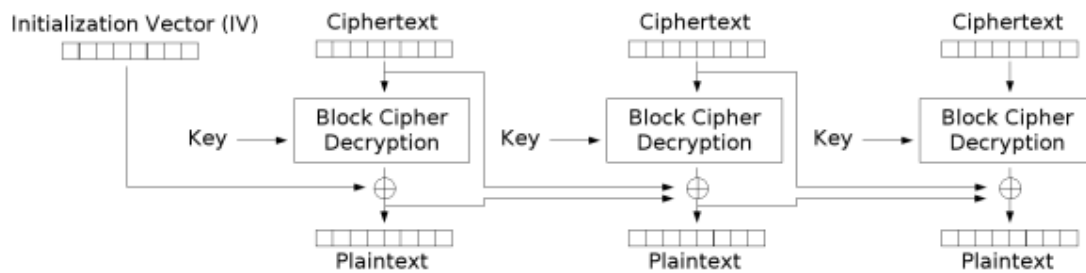 Initialization Vector (IV)
Ciphertext
Ciphertext
Ciphertext
Key
Block Cipher
Decryption
Key
Block Cipher
Decryption
Key
Block Cipher
Decryption
Plaintext
Plaintext
Plaintext